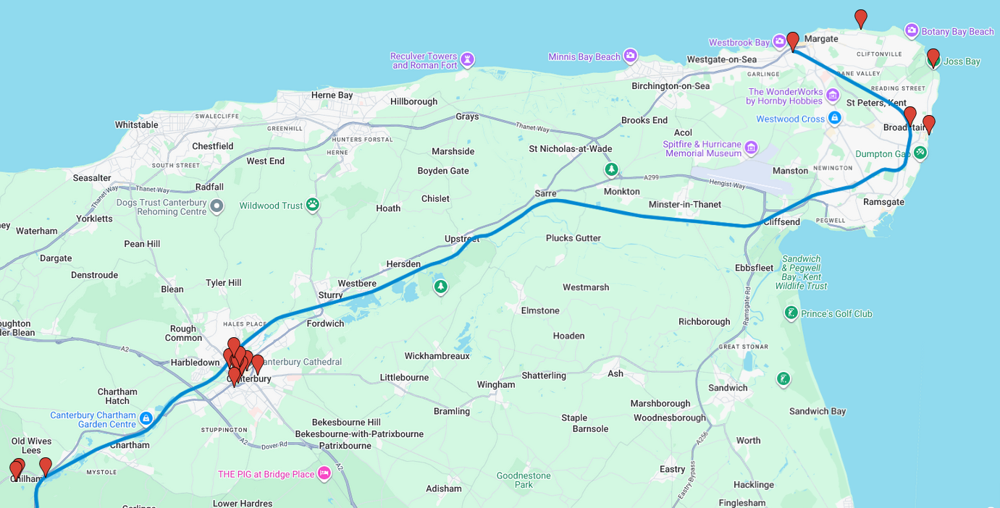 Botany Bay Beach
Margate
Westbrook Bay
CLIFTONVILLE
Reculver Towers
and Roman Fort
Minnis Bay Beach
Westgate-on-Sea
Joss Bay
GARLINGE
DANE VALLEY
Birchington-on-Sea
READING STREET
Herne Bay
Hillborough
The WonderWorks
by Hornby Hobbies
St Peters, Kent
SWALECLIFFE
Grays
Brooks End
Westwood Cross
Whitstable
GREENHILL
Thanet Way
Acol
HUNTERS FORSTAL
Chestfield
Spitfire & Hurricane
Memorial Museum
St Nicholas-at-Wade
Marshside
HERNE
Dumpton Gap
West End
SOUTH STREET
NEWINGTON
Manston
Boyden Gate
Seasalter
A299
Hengist Way
Radfall
Thanet Way
Sarre
Monkton
Chislet
Dogs Trust Canterbury
Rehoming Centre
Wildwood Trust
Minster-in-Thanet
Ramsgate
Hoath
Yorkletts
PEGWELL
Cliffsend
ney
Waterham
Upstreet
Plucks Gutter
Pean Hill
Dargate
Hersden
Sandwich
& Pegwell
Bay - Kent
Wildlife Trust
Ebbsfleet
Denstroude
Tyler Hill
Westbere
Westmarsh
Blean
Sturry
Ramsgate Rd
Elmstone
Prince's Golf Club
HALES PLACE
Fordwich
Richborough
oughton
der Blean
Rough
Common
Hoaden
A2
GREAT STONAR
Wickhambreaux
Harbledown
Canterbury Cathedral
Canterbury
Littlebourne
Shatterling
Ash
Wingham
Sandwich
Chartham
Hatch
Marshborough
Bramling
Sandwich Bay
Canterbury Chartham
Garden Centre
Staple
Woodnesborough
Bekesbourne Hill
Barnsole
STUPPINGTON
Bekesbourne-with-Patrixbourne
A256
Old Wives
Lees
A2
Dover Rd
Patrixbourne
Worth
Chartham
A2
Eastry
Eastry Bypass
MYSTOLE
THE PIG at Bridge Place
Goodnestone
Park
Chilham
Hacklinge
Adisham
Lower Hardres
Finglesham